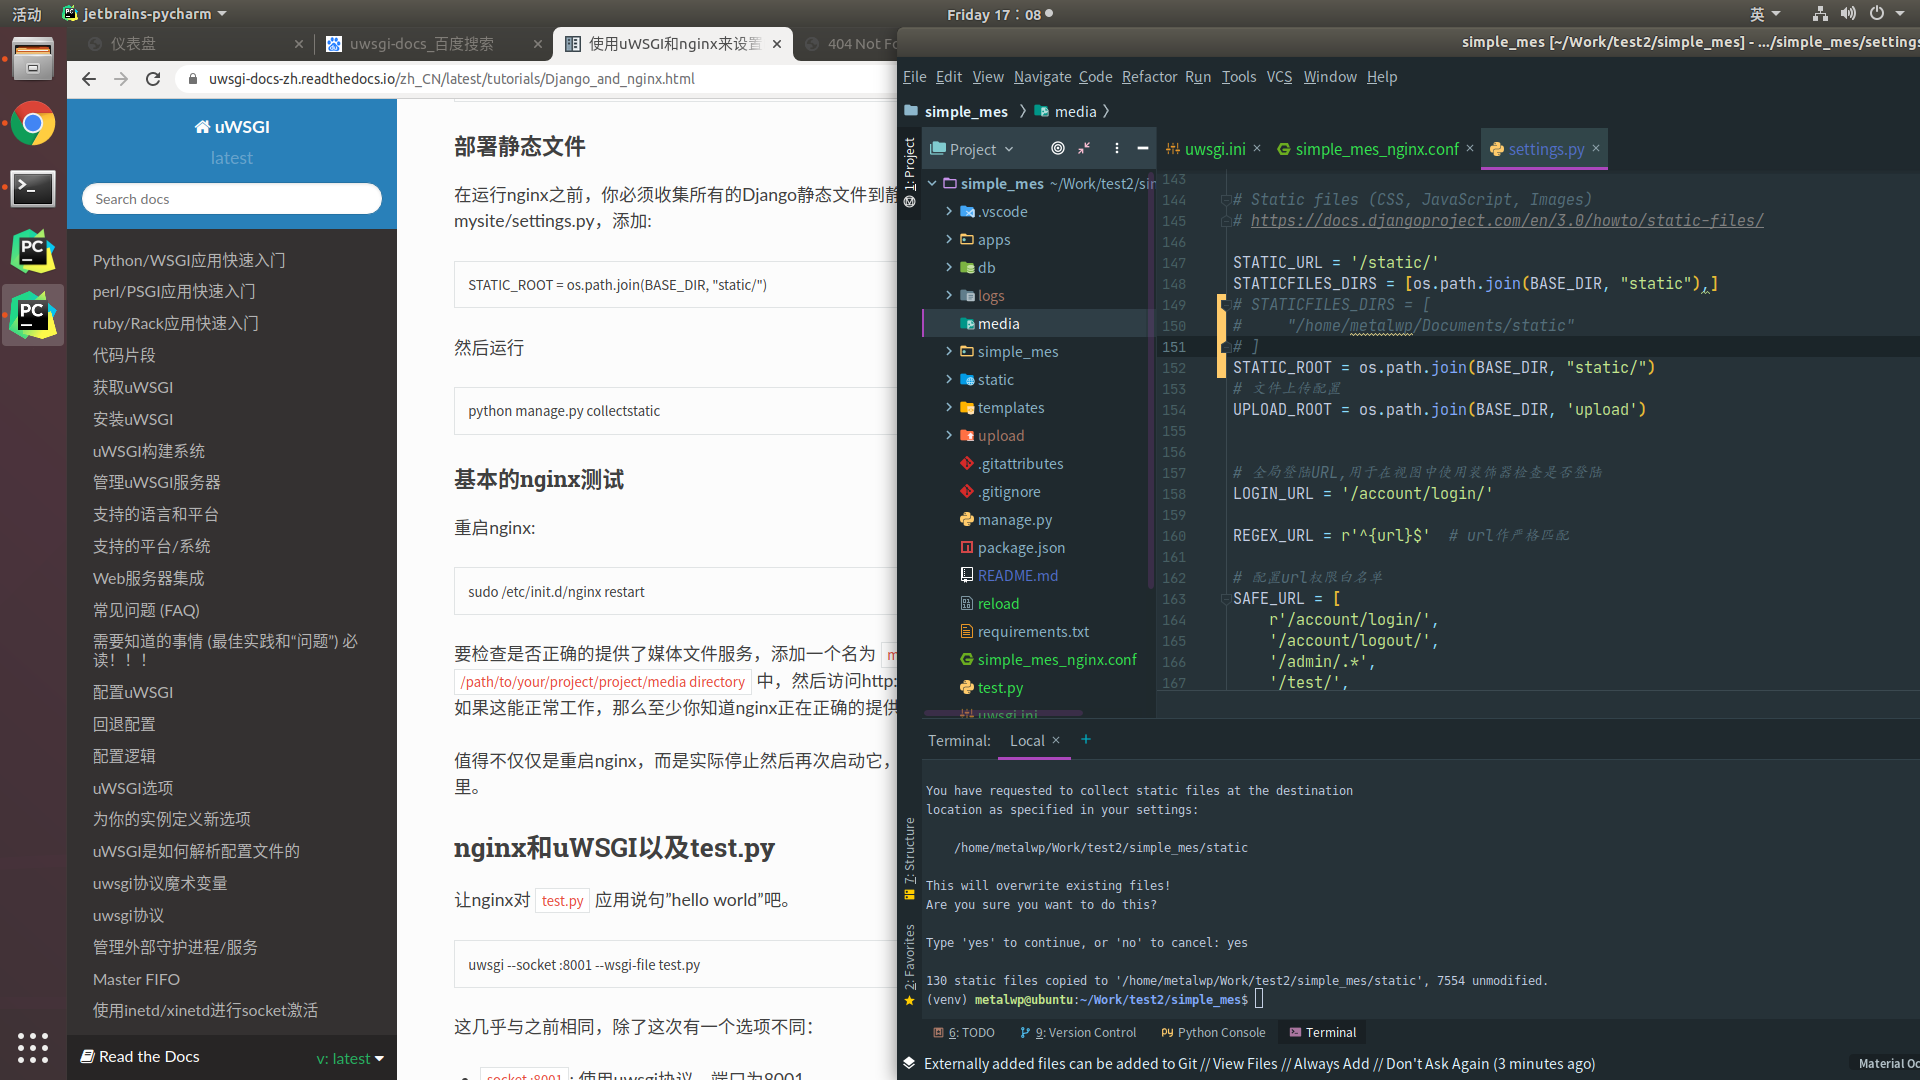 活动
jetbrains-pycharm
Friday 17：08
英
仪表盘
uwsgi-docs_百度搜索
使用uWSGI和nginx来设置
404 Not Fo
uwsgi-docs-zh.readthedocs.io/zh_CN/latest/tutorials/Django_and_nginx.html
uWSGI
latest
Search docs
Python/WSGI应用快速入门
perl/PSGI应用快速入门
ruby/Rack应用快速入门
代码片段
获取uWSGI
安装uWSGI
uWSGI构建系统
管理uWSGI服务器
支持的语言和平台
支持的平台/系统
Web服务器集成
常见问题 (FAQ)
需要知道的事情 (最佳实践和“问题”) 必
读！！！
配置uWSGI
回退配置
配置逻辑
uWSGI选项
为你的实例定义新选项
uWSGI是如何解析配置文件的
uwsgi协议魔术变量
uwsgi协议
管理外部守护进程/服务
Master FIFO
使用inetd/xinetd进行socket激活
Read the Docs
v: latest
部署静态文件
在运行nginx之前，你必须收集所有的Django静态文件到静
mysite/settings.py，添加:
STATIC_ROOT = os.path.join(BASE_DIR, "static/")
然后运行
python manage.py collectstatic
基本的nginx测试
重启nginx:
sudo /etc/init.d/nginx restart
要检查是否正确的提供了媒体文件服务，添加一个名为 m
/path/to/your/project/project/media directory 中，然后访问http:
如果这能正常工作，那么至少你知道nginx正在正确的提供
值得不仅仅是重启nginx，而是实际停止然后再次启动它，
里。
nginx和uWSGI以及test.py
让nginx对 test.py 应用说句”hello world”吧。
uwsgi --socket :8001 --wsgi-file test.py
这几乎与之前相同，除了这次有一个选项不同：
socket :8001 : 使用uwsgi协议，端口为8001
simple_mes [~/Work/test2/simple_mes] - .../simple_mes/settings
File Edit View Navigate Code Refactor Run Tools VCS Window Help
simple_mes
media
1: Project
Project
uwsgi.ini
simple_mes_nginx.conf
settings.py
simple_mes ~/Work/test2/sim
.vscode
apps
db
logs
media
simple_mes
static
templates
upload
.gitattributes
.gitignore
manage.py
package.json
README.md
reload
requirements.txt
simple_mes_nginx.conf
test.py
uwsgi.ini
143
144 # Static files (CSS, JavaScript, Images)
145 # https://docs.djangoproject.com/en/3.0/howto/static-files/
146
147 STATIC_URL = '/static/'
148 STATICFILES_DIRS = [os.path.join(BASE_DIR, "static"),]
149 # STATICFILES_DIRS = [
150 #     "/home/metalwp/Documents/static"
151 # ]
152 STATIC_ROOT = os.path.join(BASE_DIR, "static/")
153 # 文件上传配置
154 UPLOAD_ROOT = os.path.join(BASE_DIR, 'upload')
155
156
157 # 全局登陆URL,用于在视图中使用装饰器检查是否登陆
158 LOGIN_URL = '/account/login/'
159
160 REGEX_URL = r'^{url}$'  # url作严格匹配
161
162 # 配置url权限白名单
163 SAFE_URL = [
164     r'/account/login/',
165     '/account/logout/',
166     '/admin/.*',
167     '/test/',
7: Structure
2: Favorites
Terminal:
Local
You have requested to collect static files at the destination
location as specified in your settings:
/home/metalwp/Work/test2/simple_mes/static
This will overwrite existing files!
Are you sure you want to do this?
Type 'yes' to continue, or 'no' to cancel: yes
130 static files copied to '/home/metalwp/Work/test2/simple_mes/static', 7554 unmodified.
(venv) metalwp@ubuntu:~/Work/test2/simple_mes$
6: TODO
9: Version Control
Python Console
Terminal
Externally added files can be added to Git // View Files // Always Add // Don't Ask Again (3 minutes ago)
Material Oc